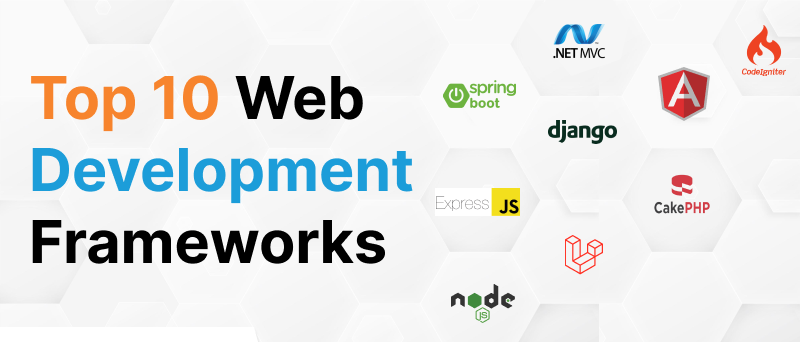 Top 10 Web
Development
Frameworks
.NET MVC
CodeIgniter
spring
boot
A
django
Express JS
CakePHP
node
JS